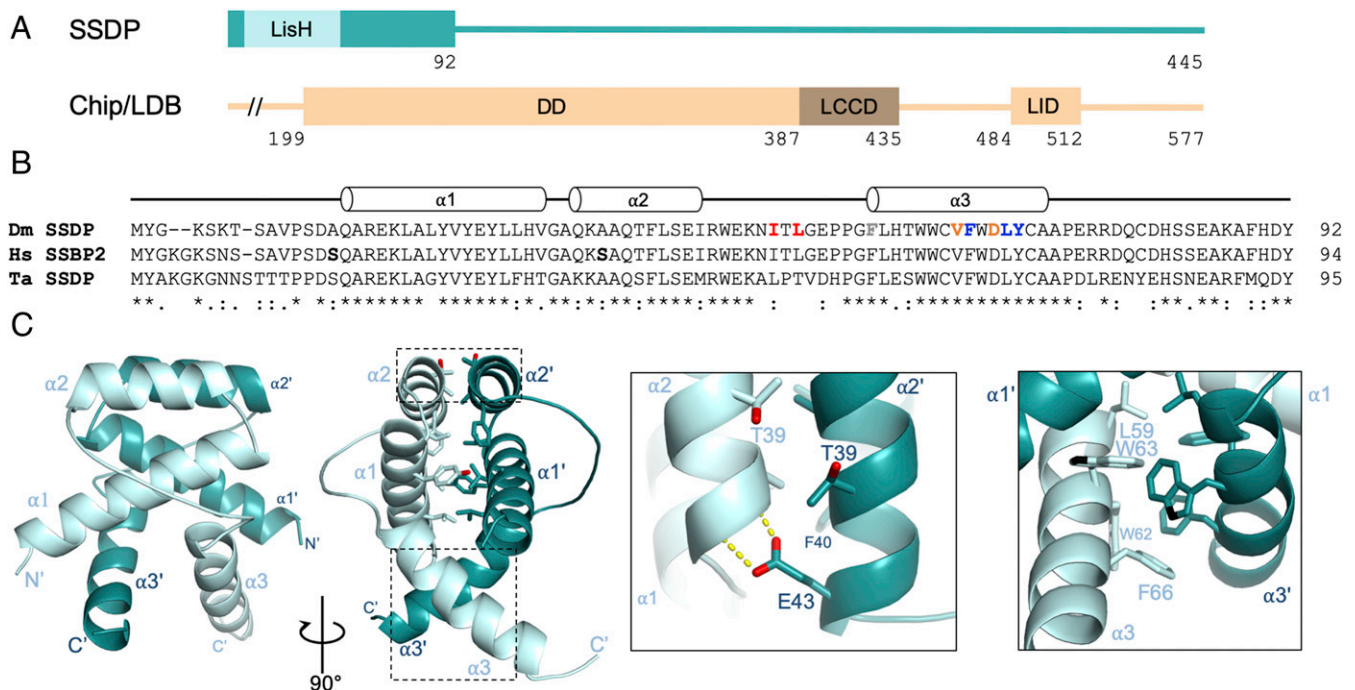 A
SSDP
LisH
92
445
Chip/LDB
//
DD
LCCD
LID
199
387
435
484
512
577
B
α1
α2
α3
Dm SSDP MYG--KSKT-SAVPSDAQAREKLALYVYEYLLHVGAQKAAQTFLSEIRWEKNITLGEPPGFLHTWWCVFWDLYCAAPERRDQCDHSSEAKAFHDY 92
Hs SSBP2 MYGKGKSNS-SAVPSDSQAREKLALYVYEYLLHVGAQKSAQTFLSEIRWEKNITLGEPPGFLHSWWCVFWDLYCAAPERRDQCDHSSEAKAFHDY 94
Ta SSDP MYAKGKGNNSTTTPPDSQAREKLAGYVYEYLFHTGAKKAAQSFLSEMRWEKALPTVDHPGFLESWWCVFWDLYCAAPDLRENYEHSNEARFMQDY 95
C
α2
α2'
α1
α1'
N'
N'
α3'
α3
C'
C'
90°
α2
α2'
α1
α1'
C'
α3'
α3
C'
α2
α2'
T39
T39
F40
E43
α1
α1'
α1
L59
W63
W62
F66
α3
α3'